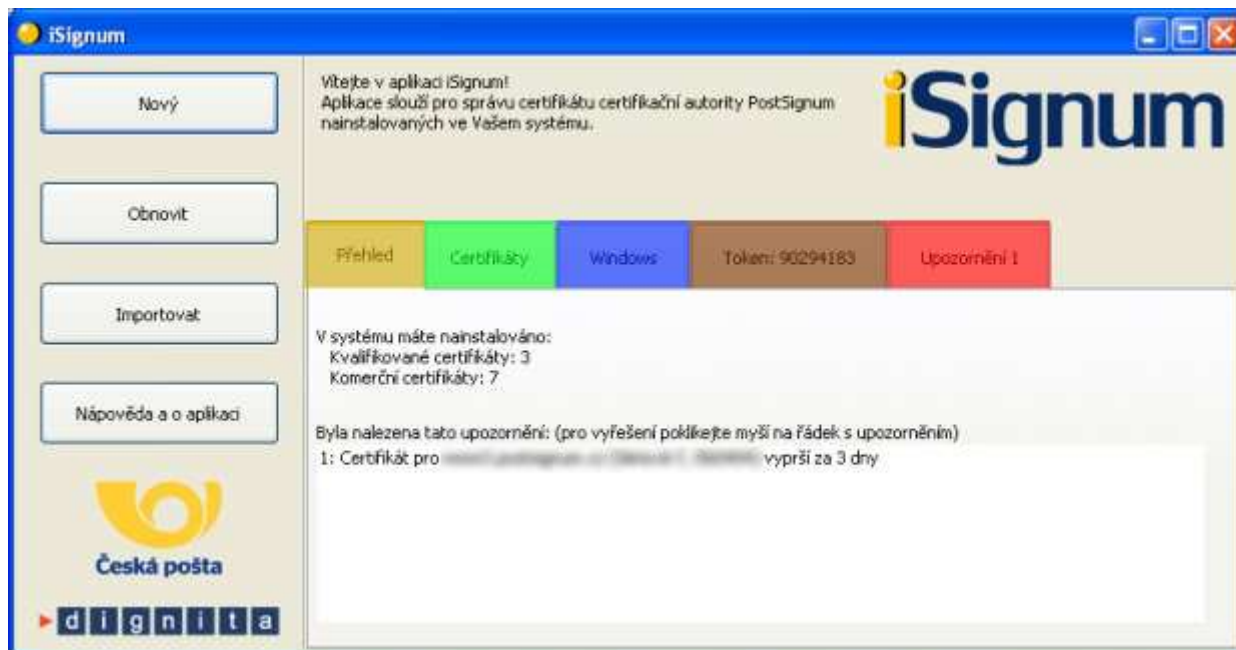 iSignum
Nový
Obnovit
Importovat
Nápověda a o aplikaci
Česká pošta
dignita
Vítejte v aplikaci iSignum!
Aplikace slouží pro správu certifikátu certifikační autority PostSignum
nainstalovaných ve Vašem systému.
iSignum
Přehled Certifikáty Windows Token: 90294183 Upozornění 1
V systému máte nainstalováno:
Kvalifikované certifikáty: 3
Komerční certifikáty: 7
Byla nalezena tato upozornění: (pro vyřešení poklikejte myší na řádek s upozorněním)
1: Certifikát pro vyprší za 3 dny